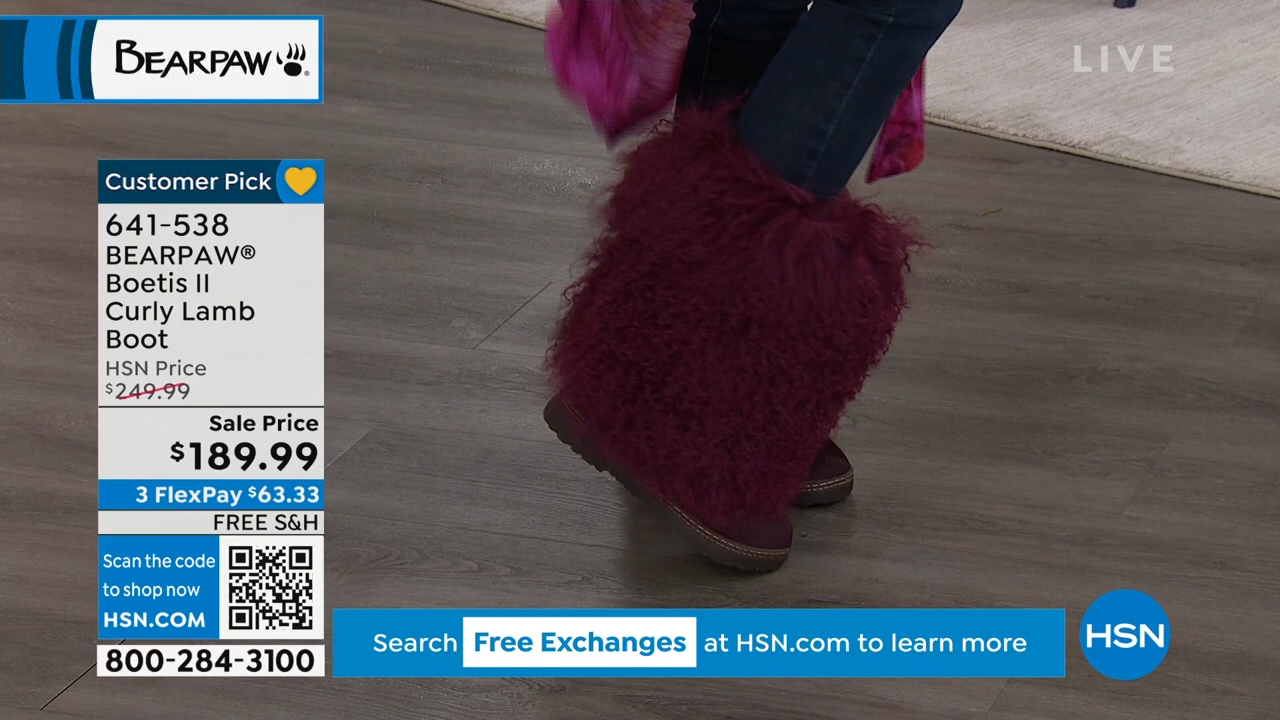 BEARPAW®
LIVE
Customer Pick
641-538
BEARPAW®
Boetis II
Curly Lamb
Boot
HSN Price
$249.99
Sale Price
$189.99
3 FlexPay $63.33
FREE S&H
Scan the code
to shop now
HSN.COM
800-284-3100
Search Free Exchanges at HSN.com to learn more
HSN